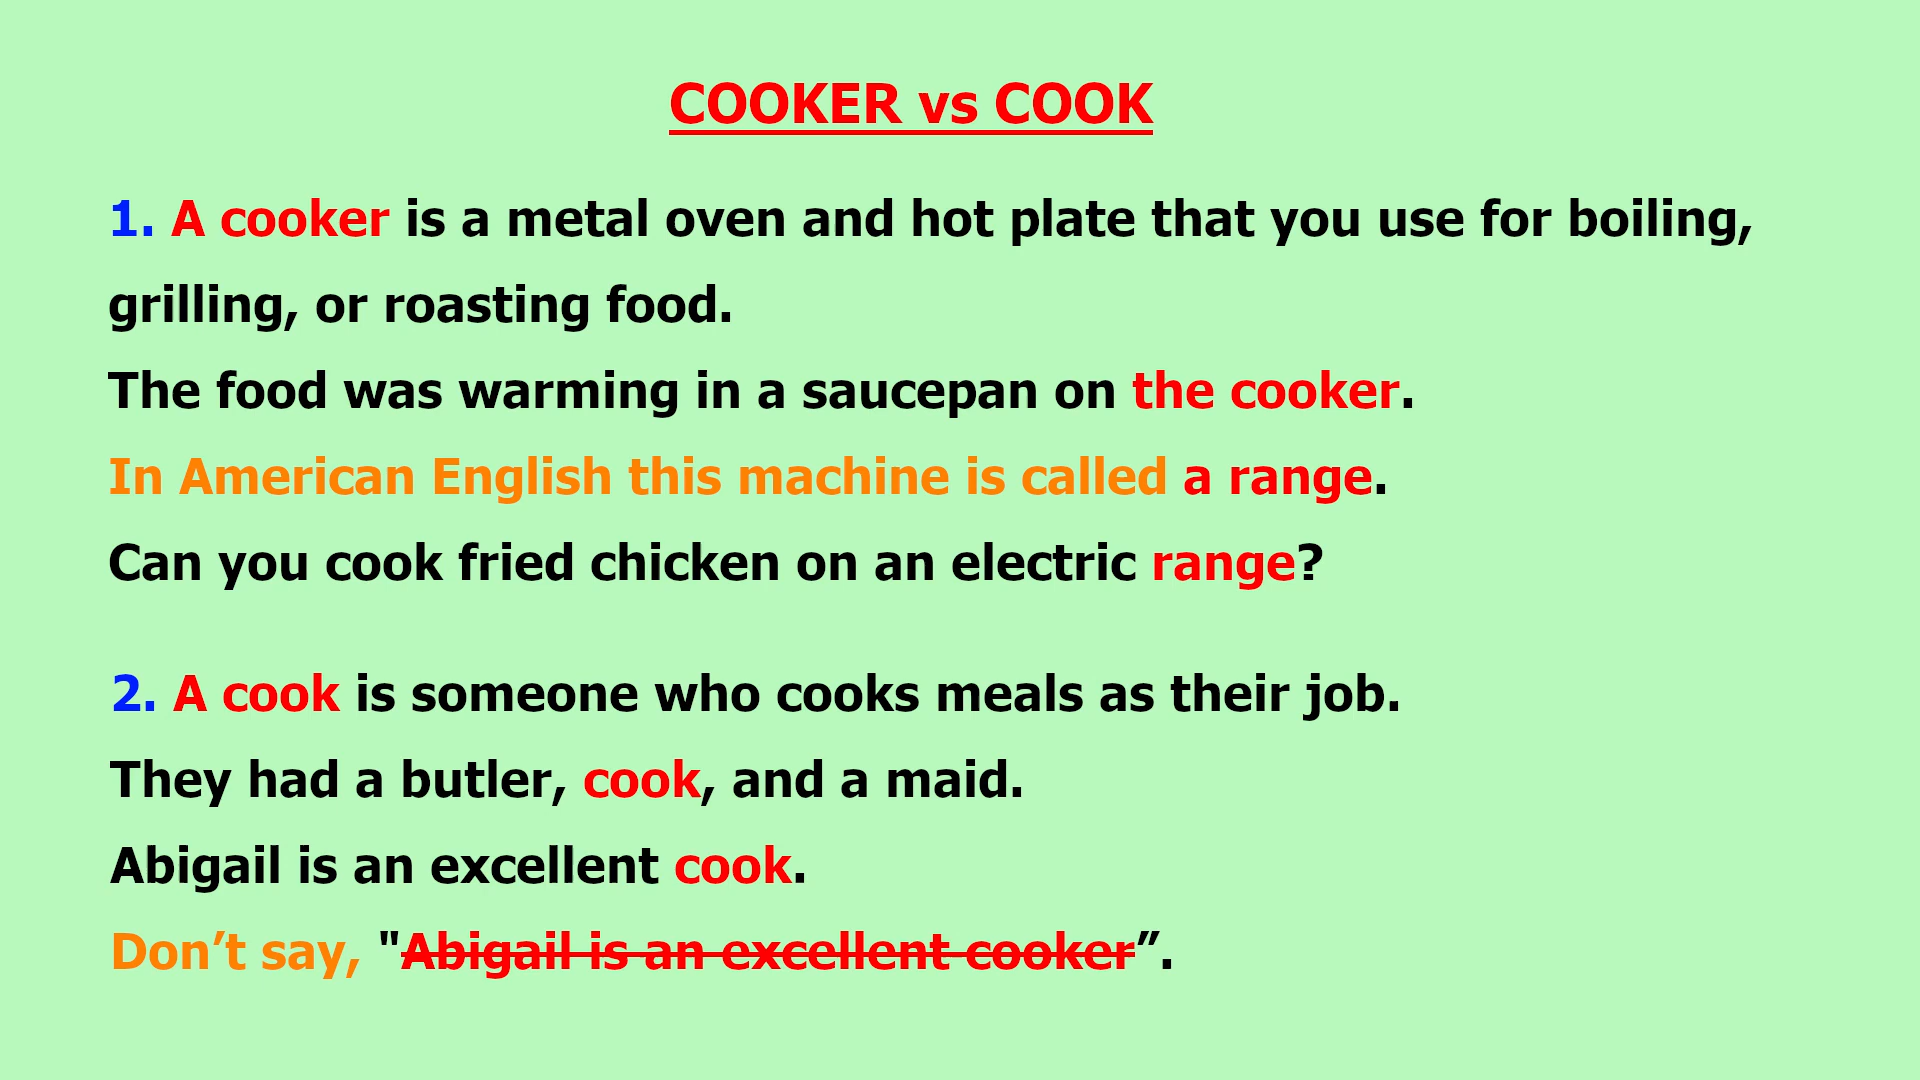 COOKER vs COOK
1. A cooker is a metal oven and hot plate that you use for boiling,
grilling, or roasting food.
The food was warming in a saucepan on the cooker.
In American English this machine is called a range.
Can you cook fried chicken on an electric range?
2. A cook is someone who cooks meals as their job.
They had a butler, cook, and a maid.
Abigail is an excellent cook.
Don’t say, "Abigail is an excellent cooker”.